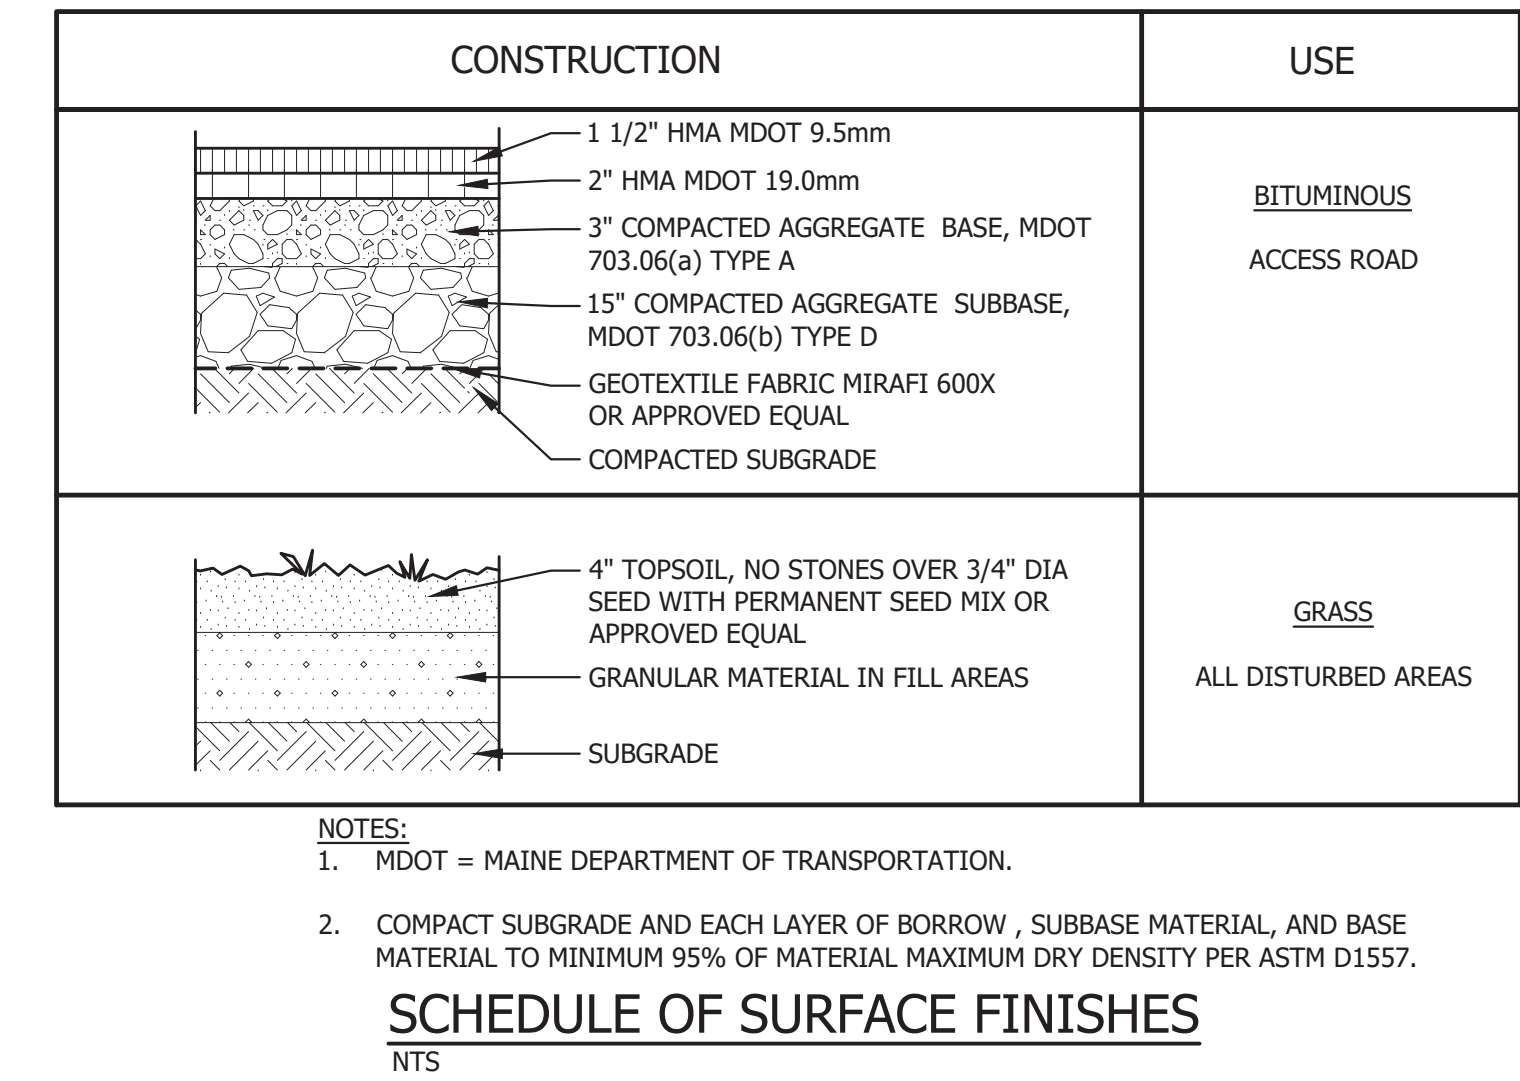 CONSTRUCTION
USE
1 1/2" HMA MDOT 9.5mm
2" HMA MDOT 19.0mm
3" COMPACTED AGGREGATE BASE, MDOT
703.06(a) TYPE A
15" COMPACTED AGGREGATE SUBBASE,
MDOT 703.06(b) TYPE D
GEOTEXTILE FABRIC MIRAFI 600X
OR APPROVED EQUAL
COMPACTED SUBGRADE
BITUMINOUS
ACCESS ROAD
4" TOPSOIL, NO STONES OVER 3/4" DIA
SEED WITH PERMANENT SEED MIX OR
APPROVED EQUAL
GRANULAR MATERIAL IN FILL AREAS
SUBGRADE
GRASS
ALL DISTURBED AREAS
NOTES:
1. MDOT = MAINE DEPARTMENT OF TRANSPORTATION.
2. COMPACT SUBGRADE AND EACH LAYER OF BORROW , SUBBASE MATERIAL, AND BASE
MATERIAL TO MINIMUM 95% OF MATERIAL MAXIMUM DRY DENSITY PER ASTM D1557.
SCHEDULE OF SURFACE FINISHES
NTS